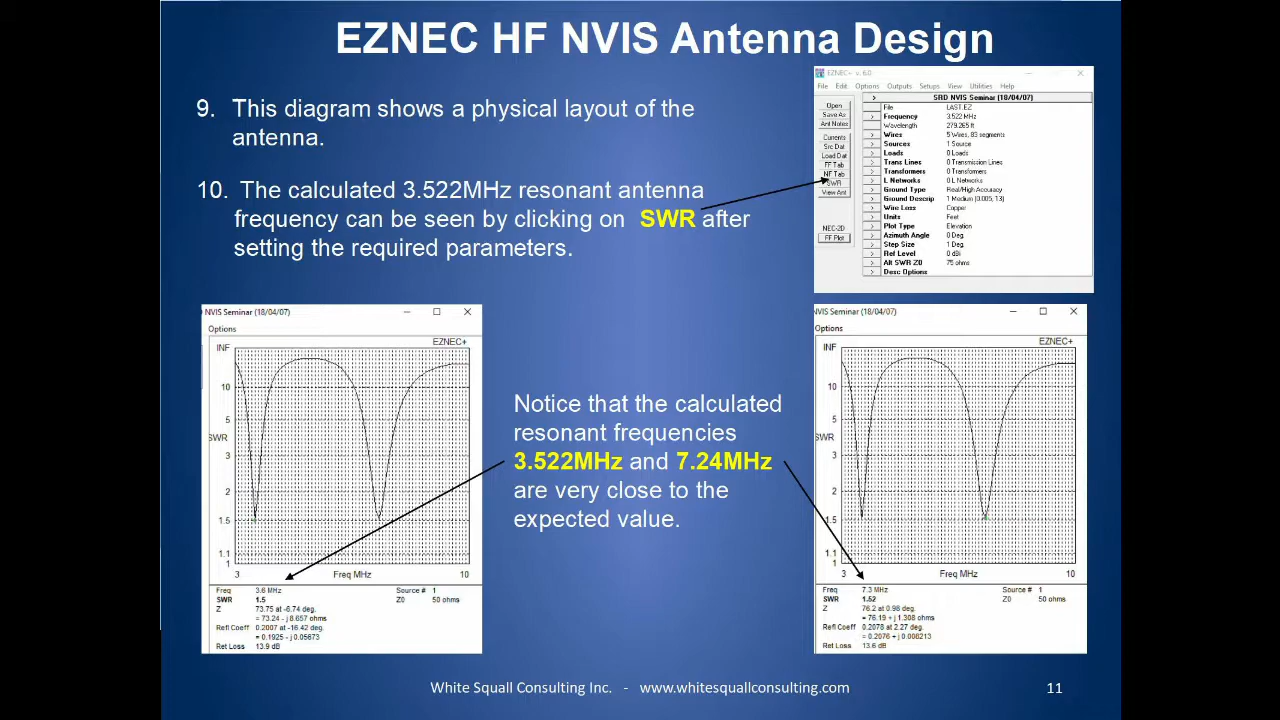 EZNEC HF NVIS Antenna Design
9. This diagram shows a physical layout of the
antenna.
10. The calculated 3.522MHz resonant antenna
frequency can be seen by clicking on SWR after
setting the required parameters.
EZNEC+ v. 6.0
File Edit Options Outputs Setups View Utilities Help
Open
Save As
Ant Notes
Currents
Src Dat
Load Dat
FF Tab
NF Tab
SWR
View Ant
NEC-2D
FF Plot
> SRD NVIS Seminar (18/04/07)
File LAST.EZ
> Frequency 3.522 MHz
Wavelength 279.265 ft
> Wires 5 Wires, 83 segments
> Sources 1 Source
> Loads 0 Loads
> Trans Lines 0 Transmission Lines
> Transformers 0 Transformers
> L Networks 0 L Networks
> Ground Type Real/High Accuracy
> Ground Descrip 1 Medium (0.005, 13)
> Wire Loss Copper
> Units Feet
> Plot Type Elevation
> Azimuth Angle 0 Deg.
> Step Size 1 Deg.
> Ref Level 0 dBi
> Alt SWR Z0 75 ohms
> Desc Options
NVIS Seminar (18/04/07)
Options
EZNEC+
INF
10
5
SWR
3
2
1.5
1.1
1
3 Freq MHz 10
Freq 3.6 MHz Source # 1
SWR 1.5 Z0 50 ohms
Z 73.75 at -6.74 deg.
= 73.24 - j 8.657 ohms
Refl Coeff 0.2007 at -16.42 deg.
= 0.1925 - j 0.05673
Ret Loss 13.9 dB
Notice that the calculated
resonant frequencies
3.522MHz and 7.24MHz
are very close to the
expected value.
NVIS Seminar (18/04/07)
Options
EZNEC+
INF
10
5
SWR
3
2
1.5
1.1
1
3 Freq MHz 10
Freq 7.3 MHz Source # 1
SWR 1.52 Z0 50 ohms
Z 76.2 at 0.98 deg.
= 76.19 + j 1.308 ohms
Refl Coeff 0.2078 at 2.27 deg.
= 0.2076 + j 0.008213
Ret Loss 13.6 dB
White Squall Consulting Inc. - www.whitesquallconsulting.com
11